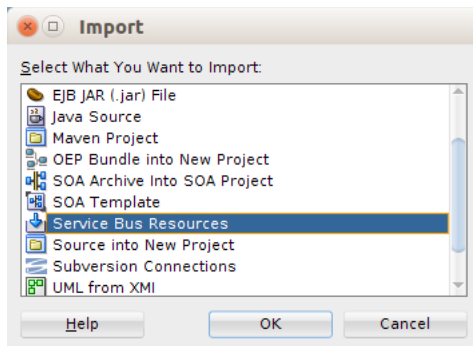 Import
Select What You Want to Import:
EJB JAR (.jar) File
Java Source
Maven Project
OEP Bundle into New Project
SOA Archive Into SOA Project
SOA Template
Service Bus Resources
Source into New Project
Subversion Connections
UML from XMI
Help OK Cancel